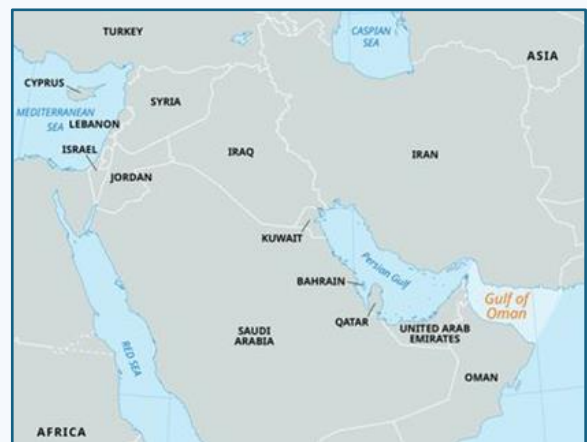 TURKEY
CASPIAN
SEA
ASIA
CYPRUS
SYRIA
MEDITERRANEAN
SEA
LEBANON
ISRAEL
IRAQ
IRAN
JORDAN
KUWAIT
Persian Gulf
BAHRAIN
QATAR
UNITED ARAB
EMIRATES
Gulf of
Oman
SAUDI
ARABIA
RED SEA
OMAN
AFRICA